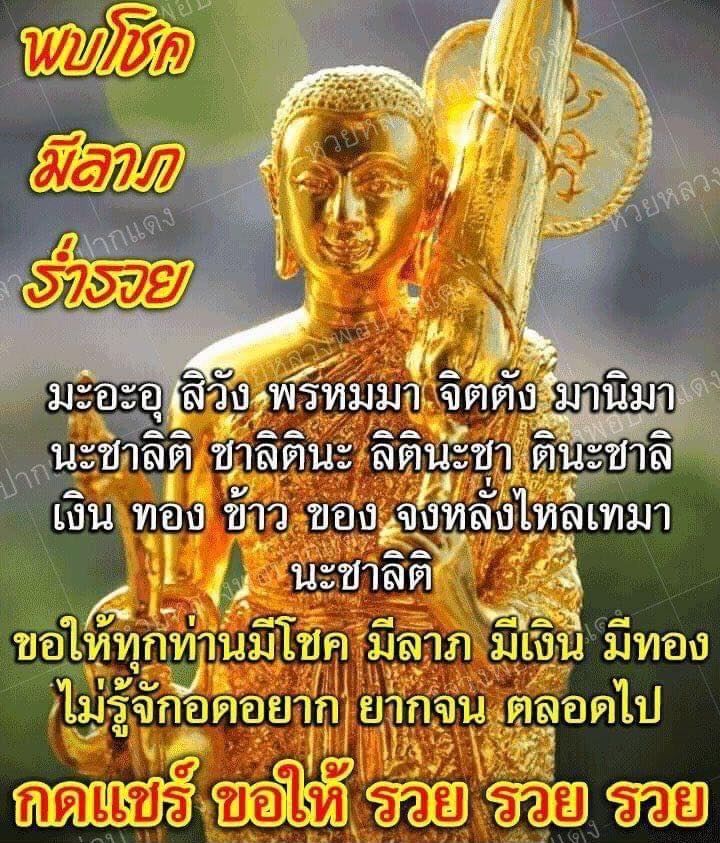 พบโชค
มีลาภ
ร่ำรวย
มะอะอุ สิวัง พรหมมา จิตตัง มานิมา
นะชาลิติ ชาลิตินะ ลิตินะชา ตินะชาลิ
เงิน ทอง ข้าว ของ จงหลั่งไหลเทมา
นะชาลิติ
ขอให้ทุกท่านมีโชค มีลาภ มีเงิน มีทอง
ไม่รู้จักอดอยาก ยากจน ตลอดไป
กดแชร์ ขอให้ รวย รวย รวย